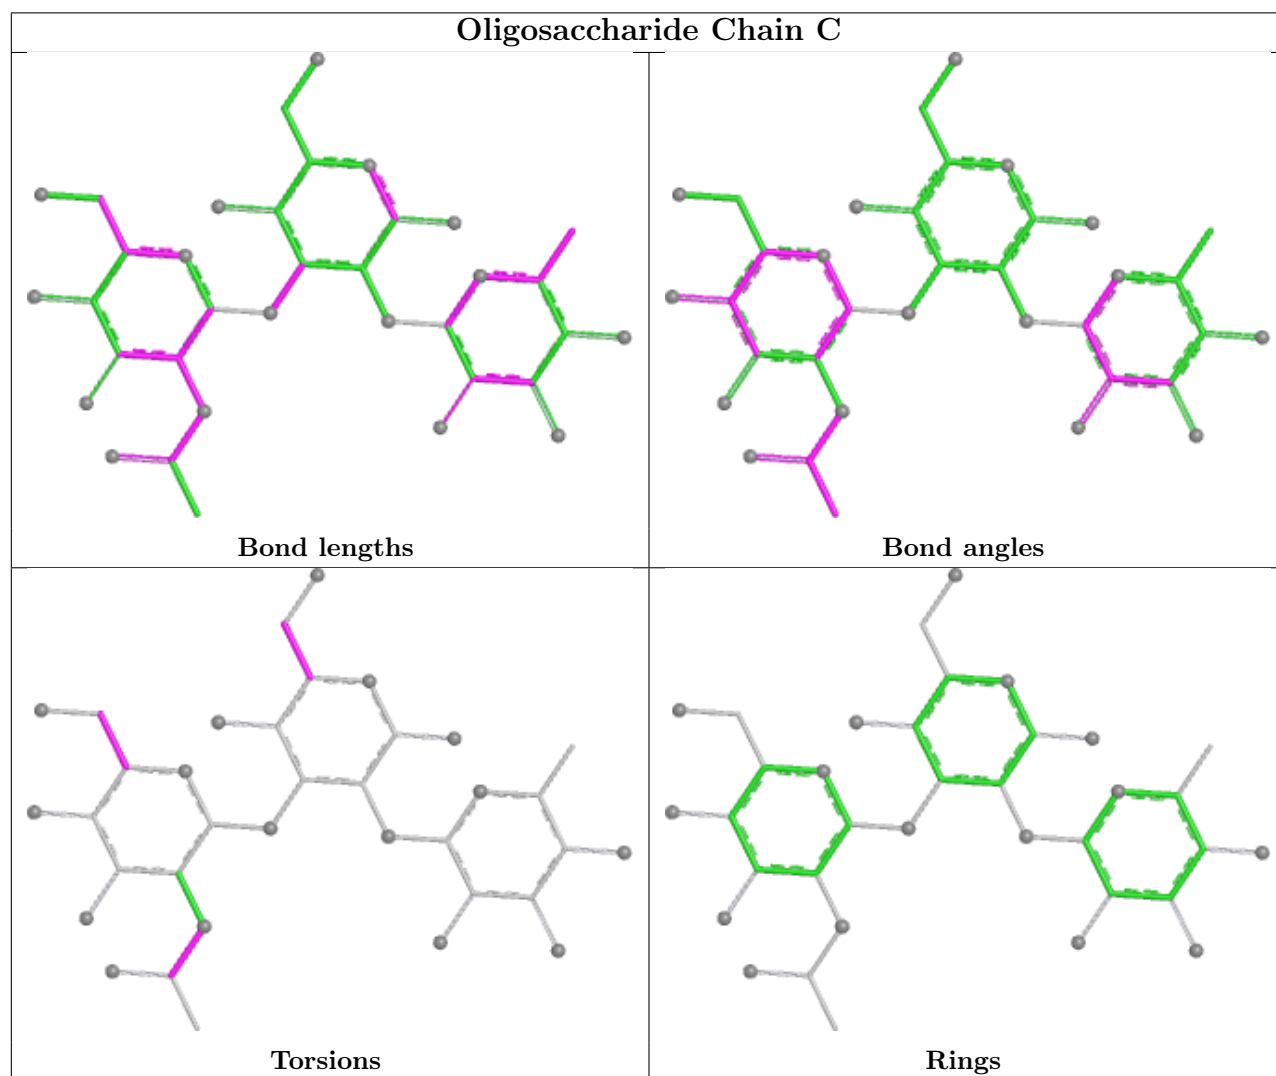 Oligosaccharide Chain C
Bond lengths
Bond angles
Torsions
Rings